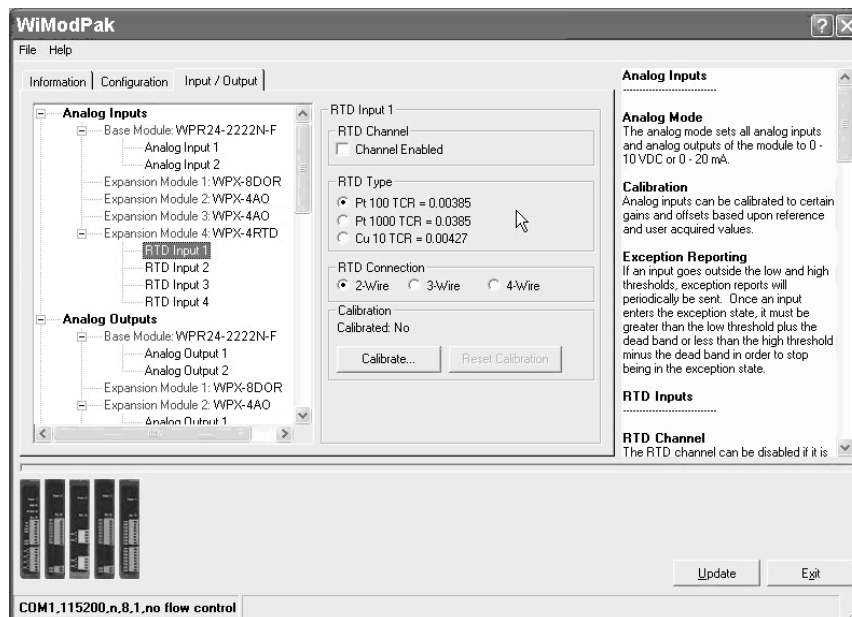 WiModPak
File Help
Information
Configuration
Input / Output
Analog Inputs
Base Module: WPR24-2222N-F
Analog Input 1
Analog Input 2
Expansion Module 1: WPX-8DOR
Expansion Module 2: WPX-4AO
Expansion Module 3: WPX-4AO
Expansion Module 4: WPX-4RTD
RTD Input 1
RTD Input 2
RTD Input 3
RTD Input 4
Analog Outputs
Base Module: WPR24-2222N-F
Analog Output 1
Analog Output 2
Expansion Module 1: WPX-8DOR
Expansion Module 2: WPX-4AO
Analog Output 1
RTD Input 1
RTD Channel
Channel Enabled
RTD Type
Pt 100 TCR = 0.00385
Pt 1000 TCR = 0.0385
Cu 10 TCR = 0.00427
RTD Connection
2-Wire 3-Wire 4-Wire
Calibration
Calibrated: No
Calibrate... Reset Calibration
Analog Inputs
----------------------------
Analog Mode
The analog mode sets all analog inputs
and analog outputs of the module to 0 -
10 VDC or 0 - 20 mA.
Calibration
Analog inputs can be calibrated to certain
gains and offsets based upon reference
and user acquired values.
Exception Reporting
If an input goes outside the low and high
thresholds, exception reports will
periodically be sent. Once an input
enters the exception state, it must be
greater than the low threshold plus the
dead band or less than the high threshold
minus the dead band in order to stop
being in the exception state.
RTD Inputs
----------------------------
RTD Channel
The RTD channel can be disabled if it is
Update
Exit
COM1,115200,n,8,1,no flow control